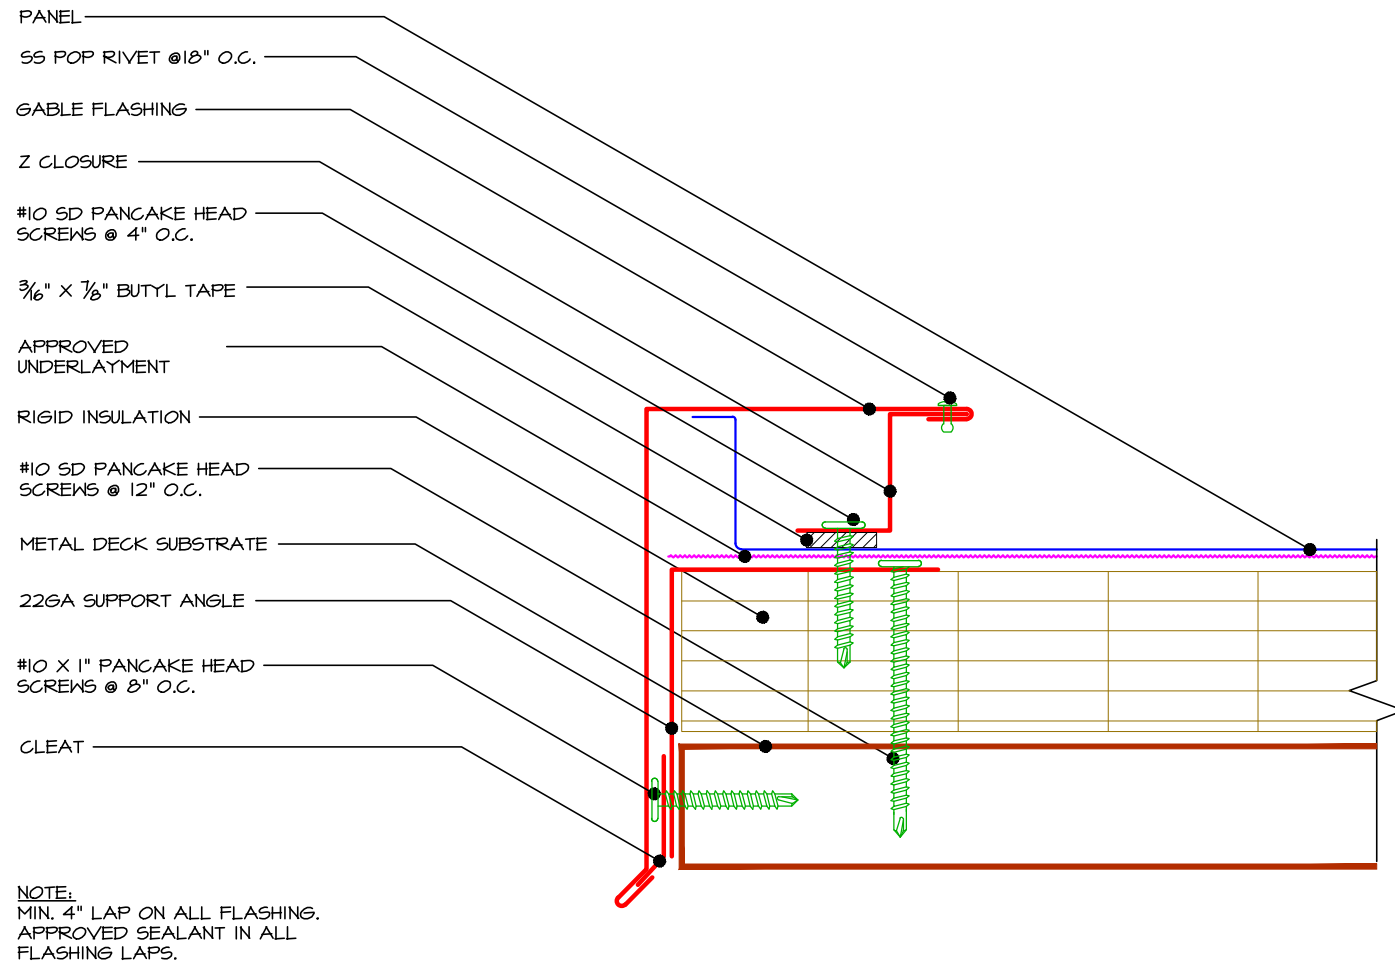 PANEL
SS POP RIVET @18" O.C.
GABLE FLASHING
Z CLOSURE
#10 SD PANCAKE HEAD
SCREWS @ 4" O.C.
3/16" X 7/8" BUTYL TAPE
APPROVED
UNDERLAYMENT
RIGID INSULATION
#10 SD PANCAKE HEAD
SCREWS @ 12" O.C.
METAL DECK SUBSTRATE
22GA SUPPORT ANGLE
#10 X 1" PANCAKE HEAD
SCREWS @ 8" O.C.
CLEAT
NOTE:
MIN. 4" LAP ON ALL FLASHING.
APPROVED SEALANT IN ALL
FLASHING LAPS.